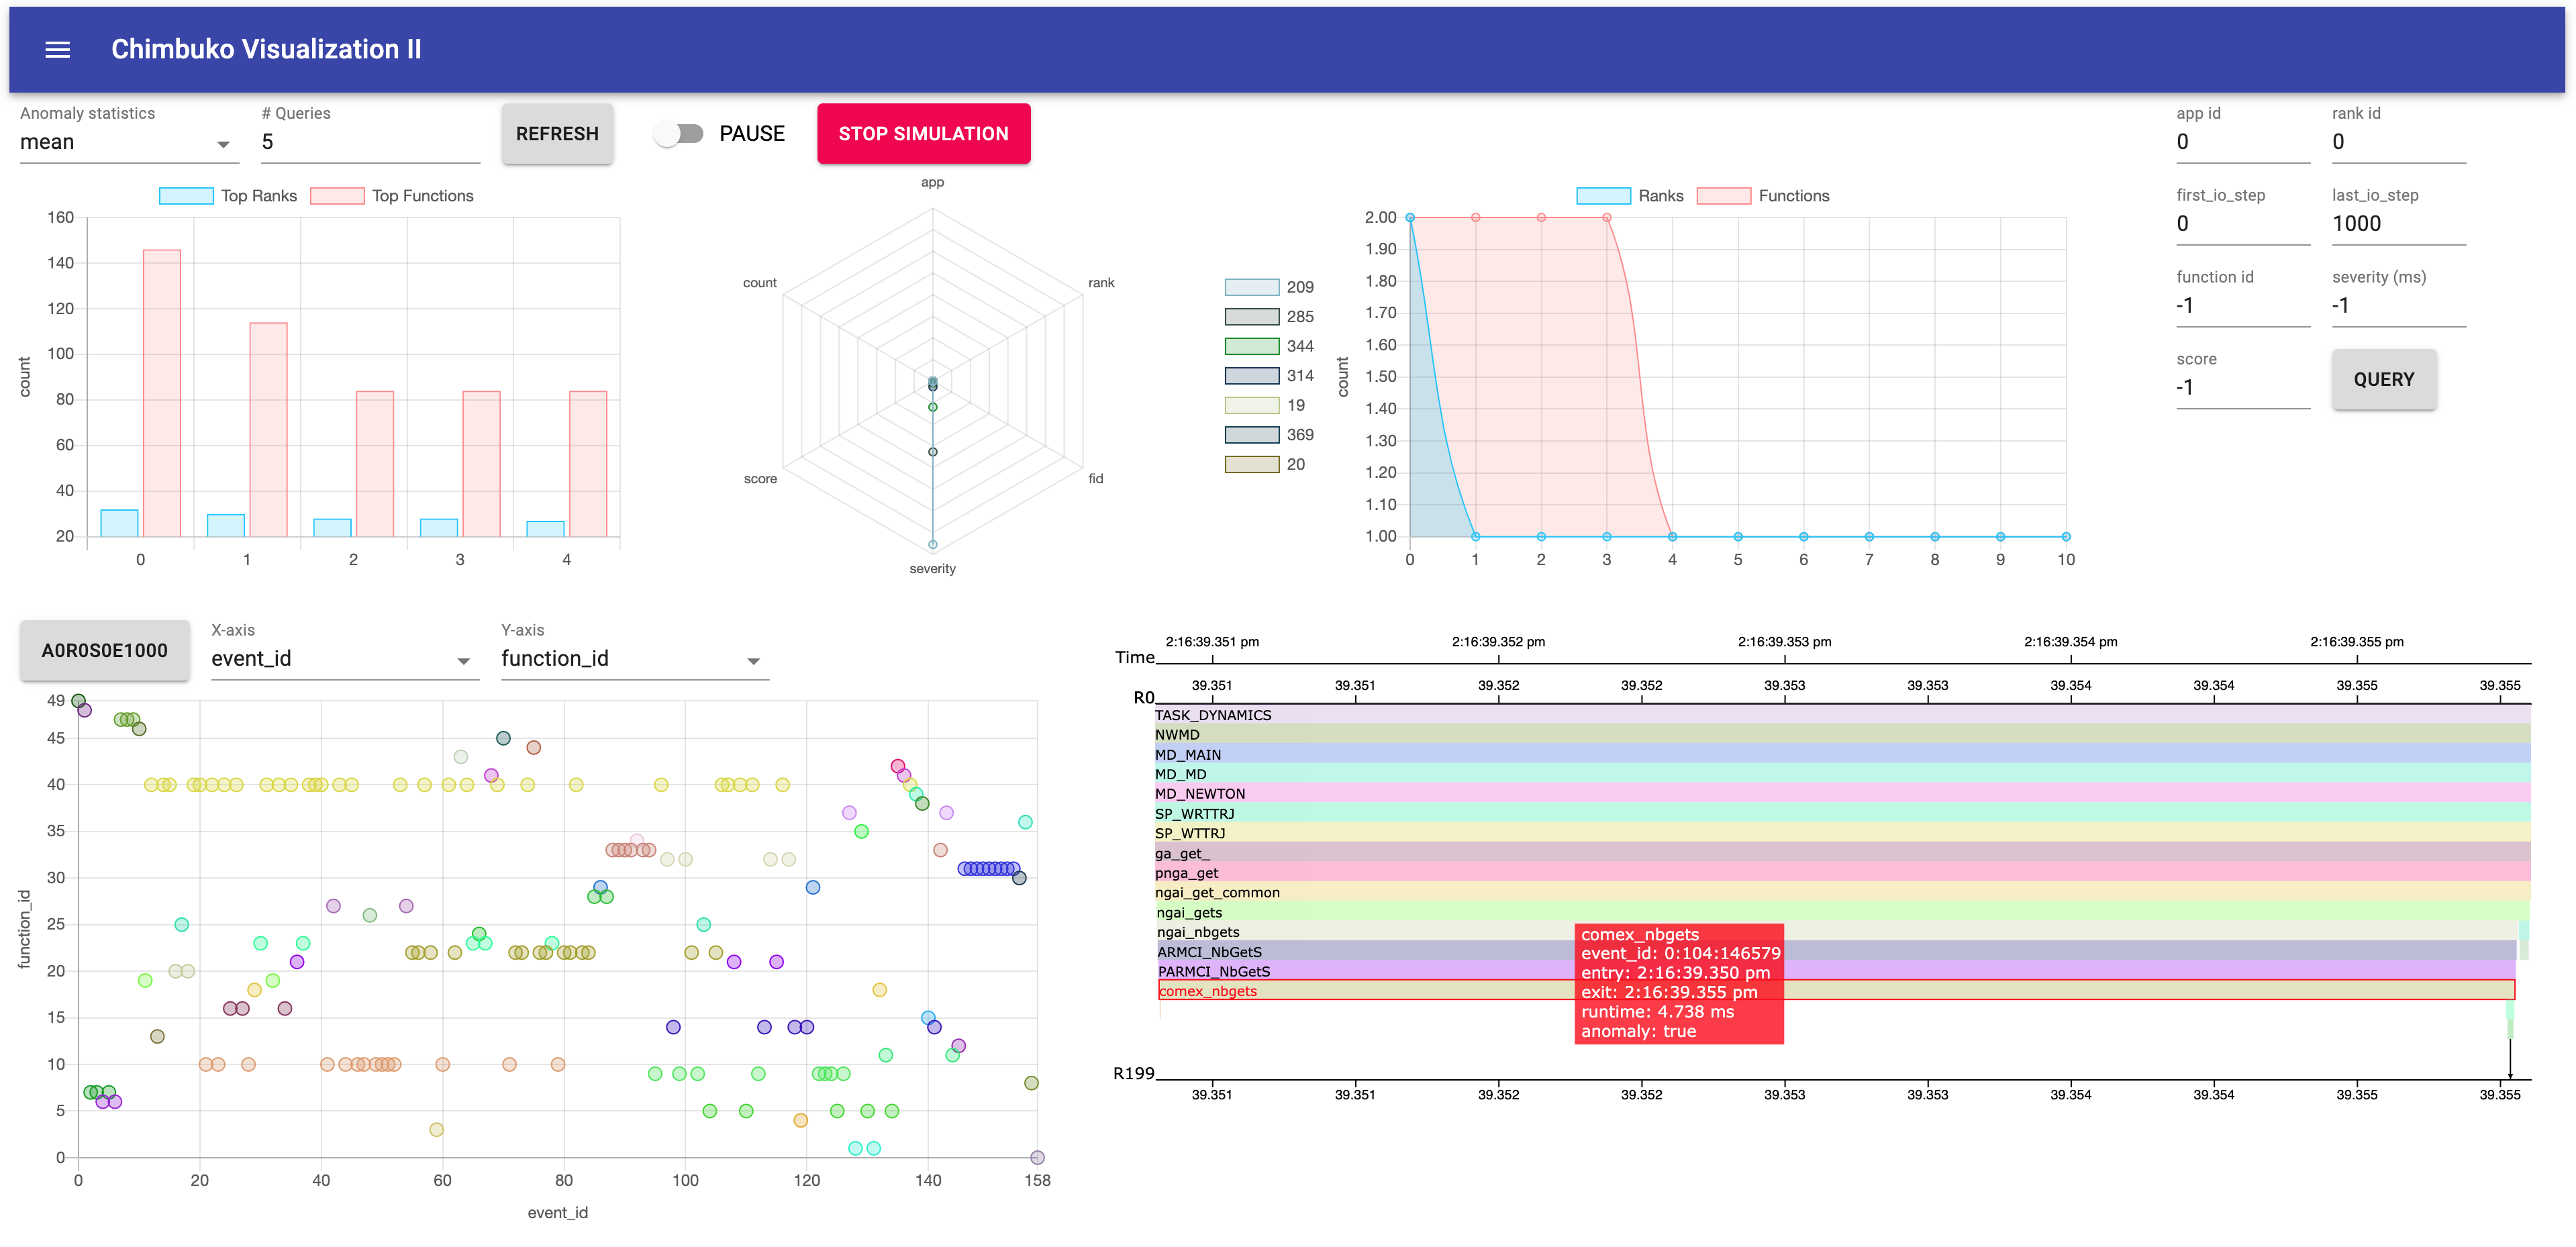 Chimbuko Visualization II
Anomaly statistics
mean
# Queries
5
REFRESH
PAUSE
STOP SIMULATION
app id
0
rank id
0
first_io_step
0
last_io_step
1000
function id
-1
severity (ms)
-1
score
-1
QUERY
Top Ranks Top Functions
160
140
120
100
80
60
40
20
count
0 1 2 3 4
app
rank
fid
severity
score
count
209
285
344
314
19
369
20
Ranks Functions
2.00
1.90
1.80
1.70
1.60
1.50
1.40
1.30
1.20
1.10
1.00
count
0 1 2 3 4 5 6 7 8 9 10
A0R0S0E1000
X-axis
event_id
Y-axis
function_id
49
45
40
35
30
25
20
15
10
5
0
function_id
0 20 40 60 80 100 120 140 158
event_id
2:16:39.351 pm 2:16:39.352 pm 2:16:39.353 pm 2:16:39.354 pm 2:16:39.355 pm
Time
39.351 39.351 39.352 39.352 39.353 39.353 39.354 39.354 39.355 39.355
R0
TASK_DYNAMICS
NWMD
MD_MAIN
MD_MD
MD_NEWTON
SP_WRTTRJ
SP_WTTRJ
ga_get_
pnga_get
ngai_get_common
ngai_gets
ngai_nbgets
ARMCI_NbGetS
PARMCI_NbGetS
comex_nbgets
comex_nbgets
event_id: 0:104:146579
entry: 2:16:39.350 pm
exit: 2:16:39.355 pm
runtime: 4.738 ms
anomaly: true
R199
39.351 39.351 39.352 39.352 39.353 39.353 39.354 39.354 39.355 39.355